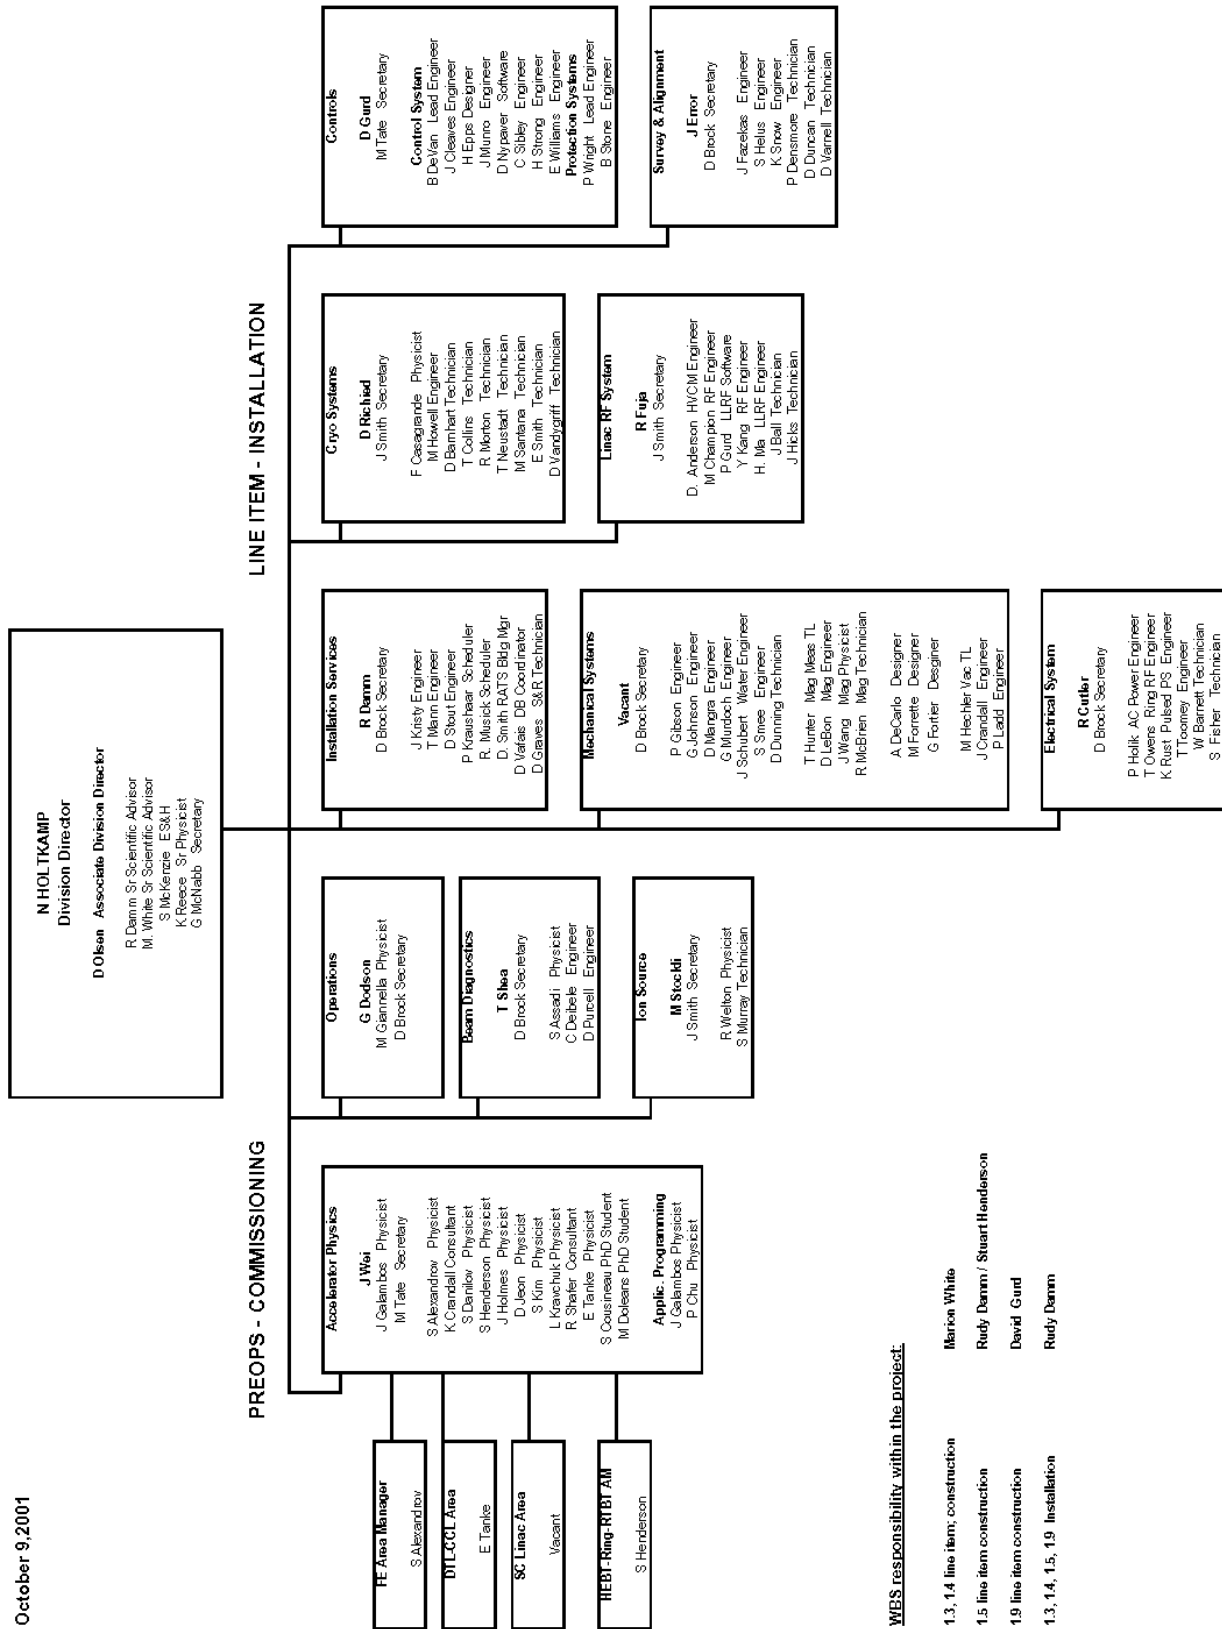 October 9,2001
N HOLTKAMP
Division Director
D Olsen Associate Division Director
R Damm Sr Scientific Advisor
M. White Sr Scientific Advisor
S McKenzie ES&H
K Reece Sr Physicist
G McNabb Secretary
PREOPS - COMMISSIONING
LINE ITEM - INSTALLATION
FE Area Manager
S Alexandrov
DTL-CCL Area
E Tanke
SC Linac Area
Vacant
HEBT-Ring-RTBT AM
S Henderson
Accelerator Physics
J Wei
J Galambos Physicist
M Tate Secretary
S Alexandrov Physicist
K Crandall Consultant
S Danilov Physicist
S Henderson Physicist
J Holmes Physicist
D Jeon Physicist
S Kim Physicist
L Kravchuk Physicist
R Shafer Consultant
E Tanke Physicist
S Cousineau PhD Student
M Doleans PhD Student
Applic. Programming
J Galambos Physicist
P Chu Physicist
Operations
G Dodson
M Giannella Physicist
D Brock Secretary
Beam Diagnostics
T Shea
D Brock Secretary
S Assadi Physicist
C Deibele Engineer
D Purcell Engineer
Ion Source
M Stockli
J Smith Secretary
R Welton Physicist
S Murray Technician
Installation Services
R Damm
D Brock Secretary
J Kristy Engineer
T Mann Engineer
D Stout Engineer
P Kraushaar Scheduler
R. Musick Scheduler
D. Smith RATS Bldg Mgr
D Vafais DB Coordinator
D Graves S&R Technician
Mechanical Systems
Vacant
D Brock Secretary
P Gibson Engineer
G Johnson Engineer
D Mangra Engineer
G Murdoch Engineer
J Schubert Water Engineer
S Smee Engineer
D Dunning Technician
T Hunter Mag Meas TL
D LeBon Mag Engineer
J Wang Mag Physicist
R McBrien Mag Technician
A DeCarlo Designer
M Forrette Designer
G Fortier Desginer
M Hechler Vac TL
J Crandall Engineer
P Ladd Engineer
Electrical System
R Cutler
D Brock Secretary
P Holik AC Power Engineer
T Owens Ring RF Engineer
K Rust Pulsed PS Engineer
T Toomey Engineer
W Barnett Technician
S Fisher Technician
Cryo Systems
D Richied
J Smith Secretary
F Casagrande Physicist
M Howell Engineer
D Barnhart Technician
T Collins Technician
R Morton Technician
T Neustadt Technician
M Santana Technician
E Smith Technician
D Vandygriff Technician
Linac RF System
R Fuja
J Smith Secretary
D. Anderson HVCM Engineer
M Champion RF Engineer
P Gurd LLRF Software
Y Kang RF Engineer
H. Ma LLRF Engineer
J Ball Technician
J Hicks Technician
Controls
D Gurd
M Tate Secretary
Control System
B DeVan Lead Engineer
J Cleaves Engineer
H Epps Designer
J Munro Engineer
D Nypaver Software
C Sibley Engineer
H Strong Engineer
E Williams Engineer
Protection Systems
P Wright Lead Engineer
B Stone Engineer
Survey & Alignment
J Error
D Brock Secretary
J Fazekas Engineer
S Helus Engineer
K Snow Engineer
P Densmore Technician
D Duncan Technician
D Varnell Technician
WBS responsibility within the project:
1.3, 1.4 line item; construction Marion White
1.5 line item construction Rudy Damm / Stuart Henderson
1.9 line item construction David Gurd
1.3, 1.4, 1.5, 1.9 Installation Rudy Damm